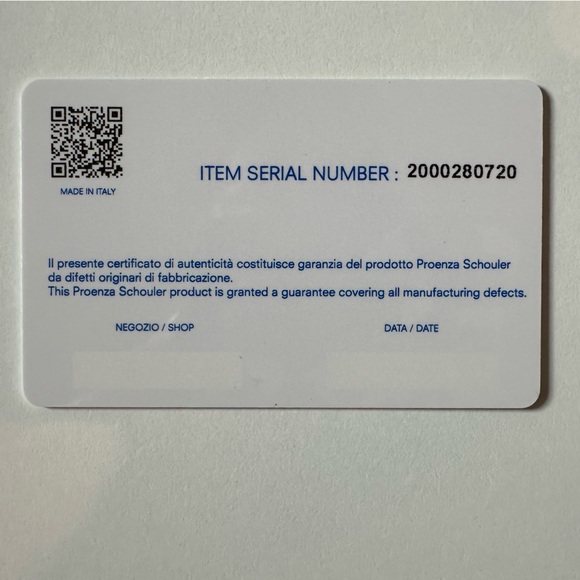 MADE IN ITALY
ITEM SERIAL NUMBER : 2000280720
Il presente certificato di autenticità costituisce garanzia del prodotto Proenza Schouler
da difetti originari di fabbricazione.
This Proenza Schouler product is granted a guarantee covering all manufacturing defects.
NEGOZIO / SHOP DATA / DATE